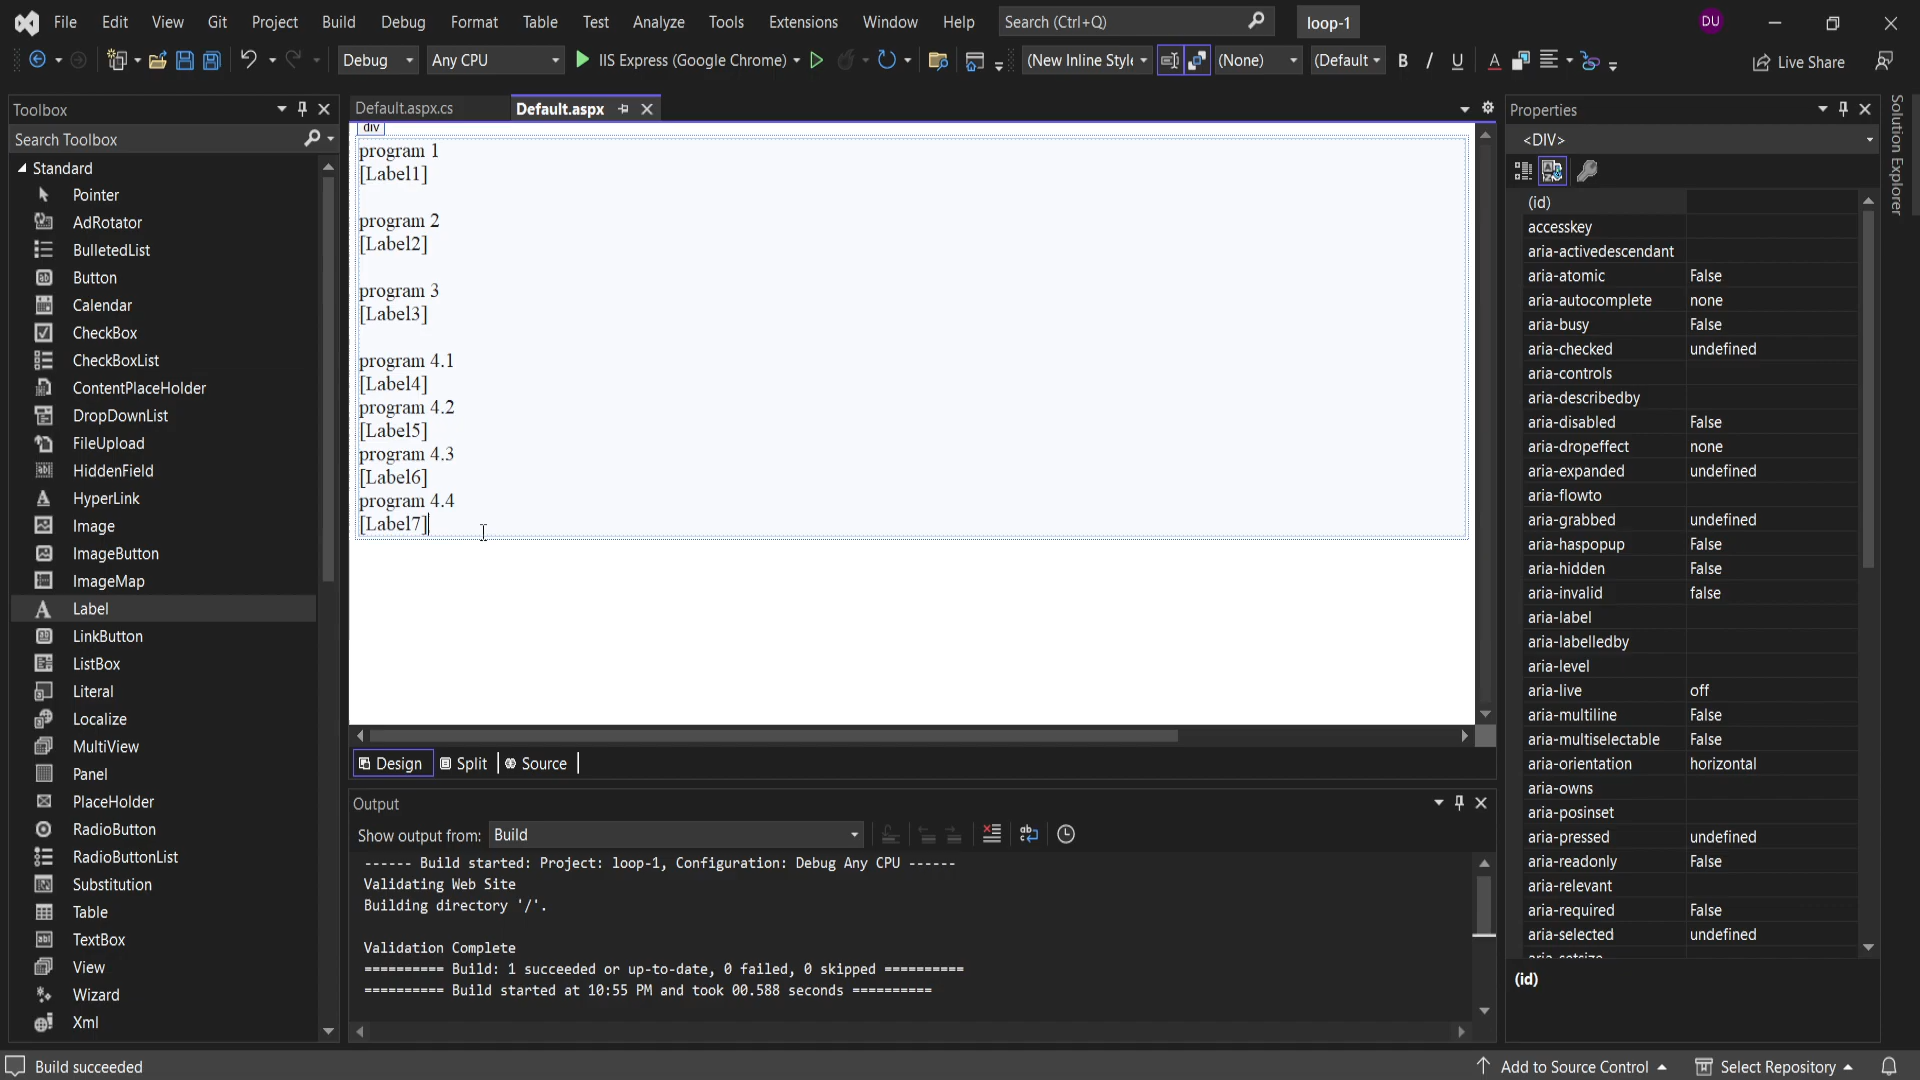 File Edit View Git Project Build Debug Format Table Test Analyze Tools Extensions Window Help Search (Ctrl+Q) loop-1 DU
Debug Any CPU IIS Express (Google Chrome) (New Inline Style (None) (Default B I U A Live Share
Toolbox
Search Toolbox
Standard
Pointer
AdRotator
BulletedList
Button
Calendar
CheckBox
CheckBoxList
ContentPlaceHolder
DropDownList
FileUpload
HiddenField
HyperLink
Image
ImageButton
ImageMap
Label
LinkButton
ListBox
Literal
Localize
MultiView
Panel
PlaceHolder
RadioButton
RadioButtonList
Substitution
Table
TextBox
View
Wizard
Xml
Default.aspx.cs Default.aspx
div
program 1
[Label1]
program 2
[Label2]
program 3
[Label3]
program 4.1
[Label4]
program 4.2
[Label5]
program 4.3
[Label6]
program 4.4
[Label7]
Design Split Source
Output
Show output from: Build
------ Build started: Project: loop-1, Configuration: Debug Any CPU ------
Validating Web Site
Building directory '/'.
Validation Complete
========== Build: 1 succeeded or up-to-date, 0 failed, 0 skipped ==========
========== Build started at 10:55 PM and took 00.588 seconds ==========
Properties
<DIV>
(id)
accesskey
aria-activedescendant
aria-atomic False
aria-autocomplete none
aria-busy False
aria-checked undefined
aria-controls
aria-describedby
aria-disabled False
aria-dropeffect none
aria-expanded undefined
aria-flowto
aria-grabbed undefined
aria-haspopup False
aria-hidden False
aria-invalid false
aria-label
aria-labelledby
aria-level
aria-live off
aria-multiline False
aria-multiselectable False
aria-orientation horizontal
aria-owns
aria-posinset
aria-pressed undefined
aria-readonly False
aria-relevant
aria-required False
aria-selected undefined
(id)
Solution Explorer
Build succeeded Add to Source Control Select Repository